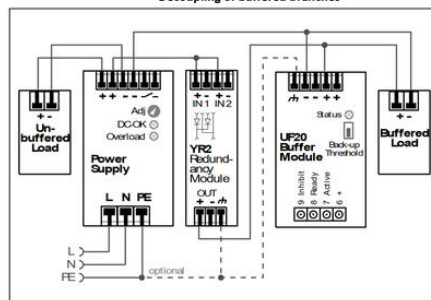 Decoupling of buffered branches
+ + - -
+ - + -
IN 1 IN 2
- - + +
+ -
Un-
buffered
Load
Adj
DC-OK
Overload
Power
Supply
L N PE
YR2
Redund-
ancy
Module
OUT
+ -
Status
UF20
Buffer
Module
Back-up
Threshold
9 Inhibit
8 Ready
7 Active
6 +
+ -
Buffered
Load
L
N
PE
optional